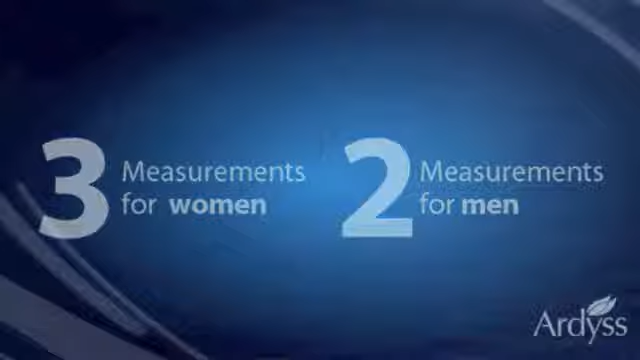 3 Measurements
for women
2 Measurements
for men
Ardyss